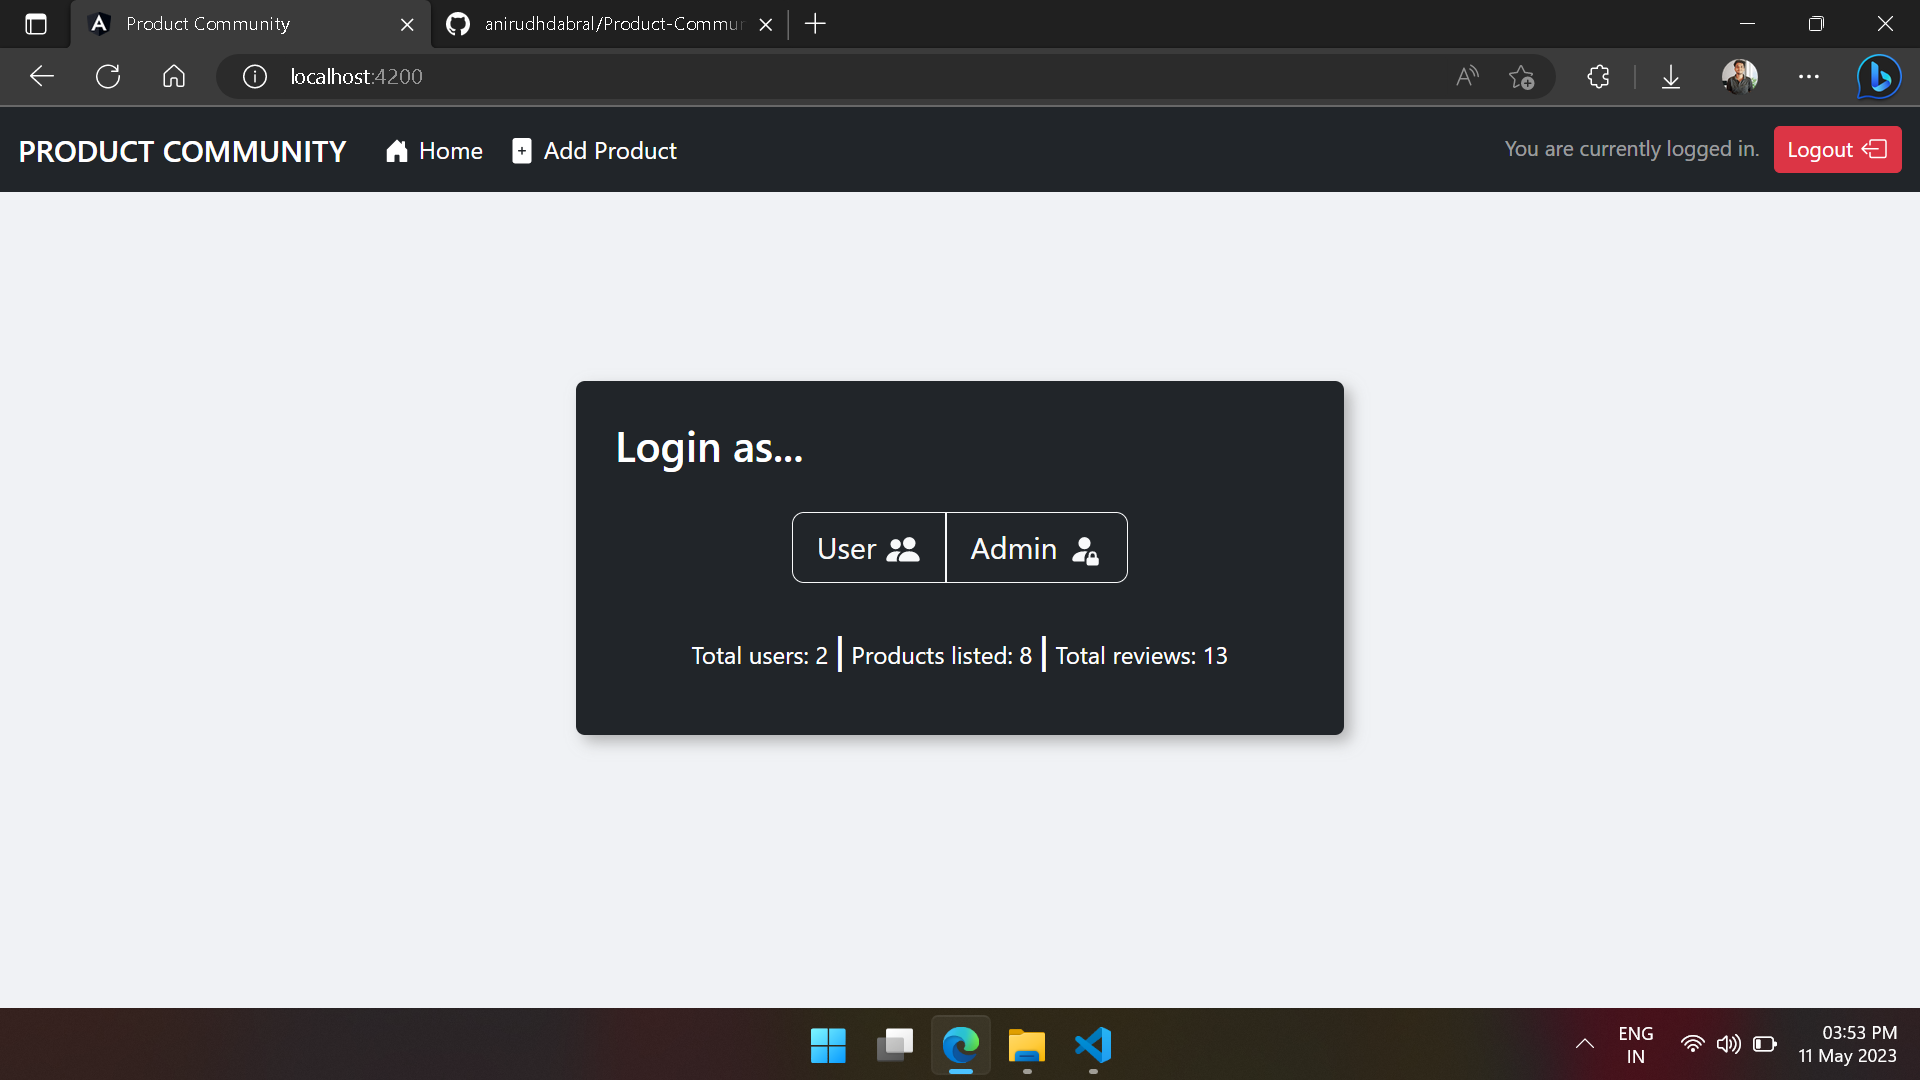 Product Community
anirudhdabral/Product-Commun
localhost:4200
PRODUCT COMMUNITY
Home
Add Product
You are currently logged in.
Logout
Login as...
User
Admin
Total users: 2
Products listed: 8
Total reviews: 13
ENG
IN
03:53 PM
11 May 2023